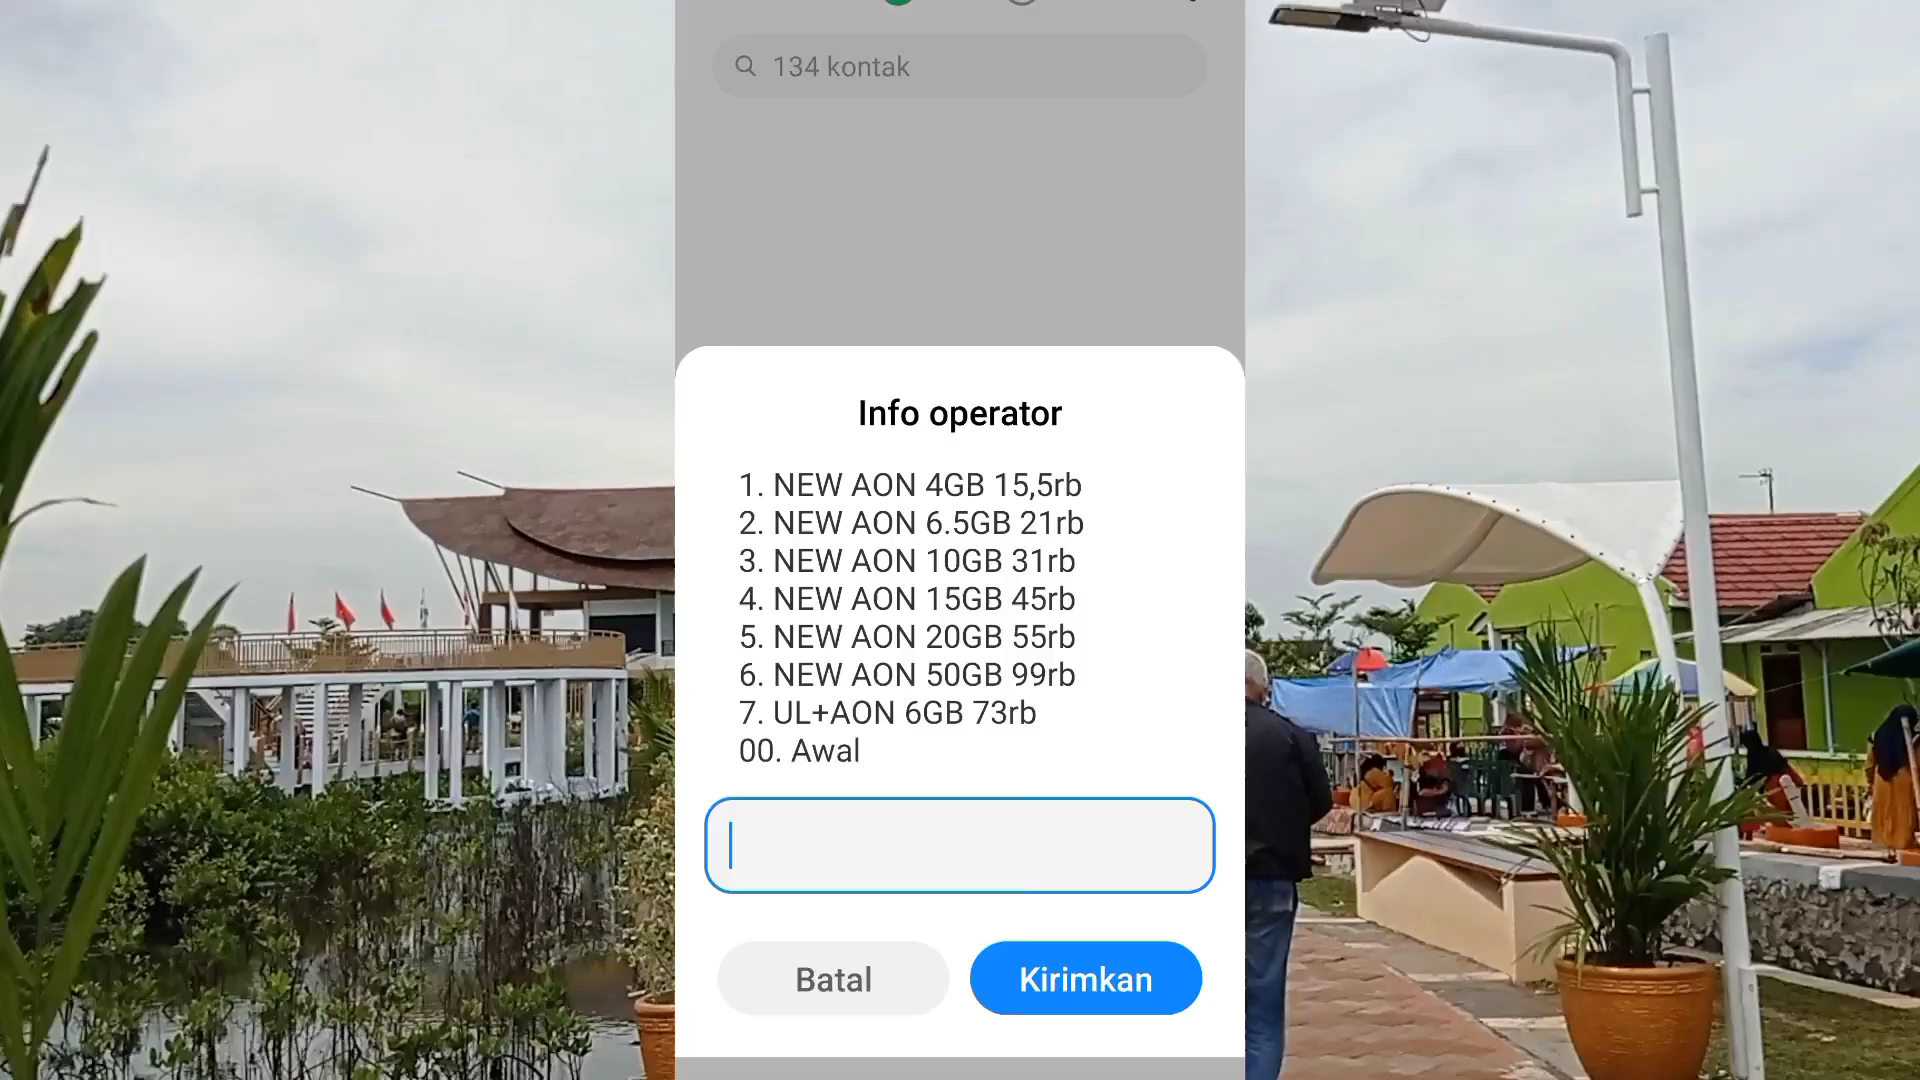 134 kontak
Info operator
1. NEW AON 4GB 15,5rb
2. NEW AON 6.5GB 21rb
3. NEW AON 10GB 31rb
4. NEW AON 15GB 45rb
5. NEW AON 20GB 55rb
6. NEW AON 50GB 99rb
7. UL+AON 6GB 73rb
00. Awal
Batal
Kirimkan